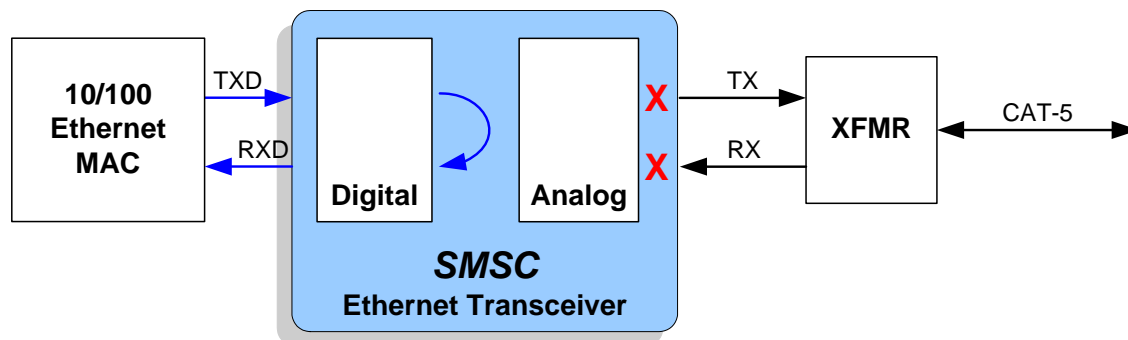 10/100
Ethernet
MAC
TXD
RXD
Digital
Analog
X
X
SMSC
Ethernet Transceiver
TX
RX
XFMR
CAT-5